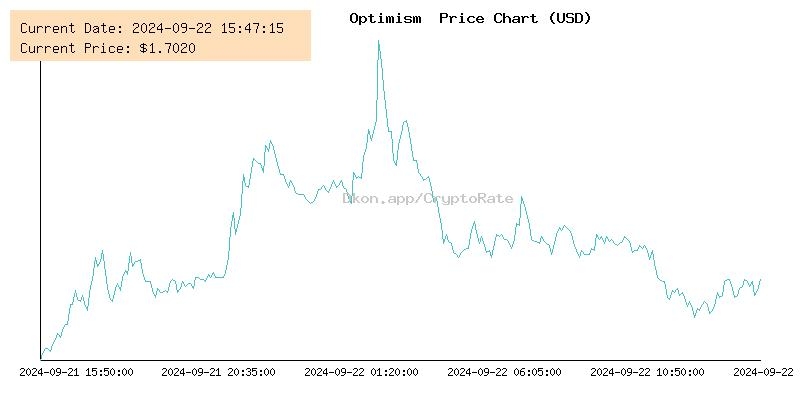 Optimism Price Chart (USD)
Current Date: 2024-09-22 15:47:15
Current Price: $1.7020
Dkon.app/CryptoRate
2024-09-21 15:50:00 2024-09-21 20:35:00 2024-09-22 01:20:00 2024-09-22 06:05:00 2024-09-22 10:50:00 2024-09-22